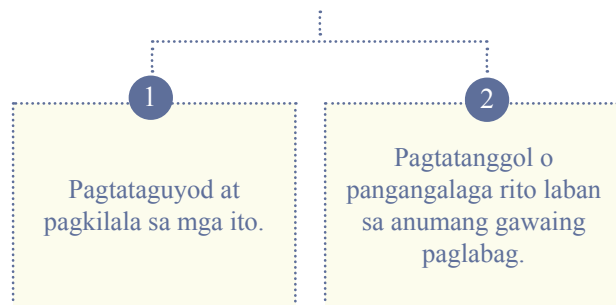 1
Pagtataguyod at
pagkilala sa mga ito.
2
Pagtatanggol o
pangangalaga rito laban
sa anumang gawaing
paglabag.